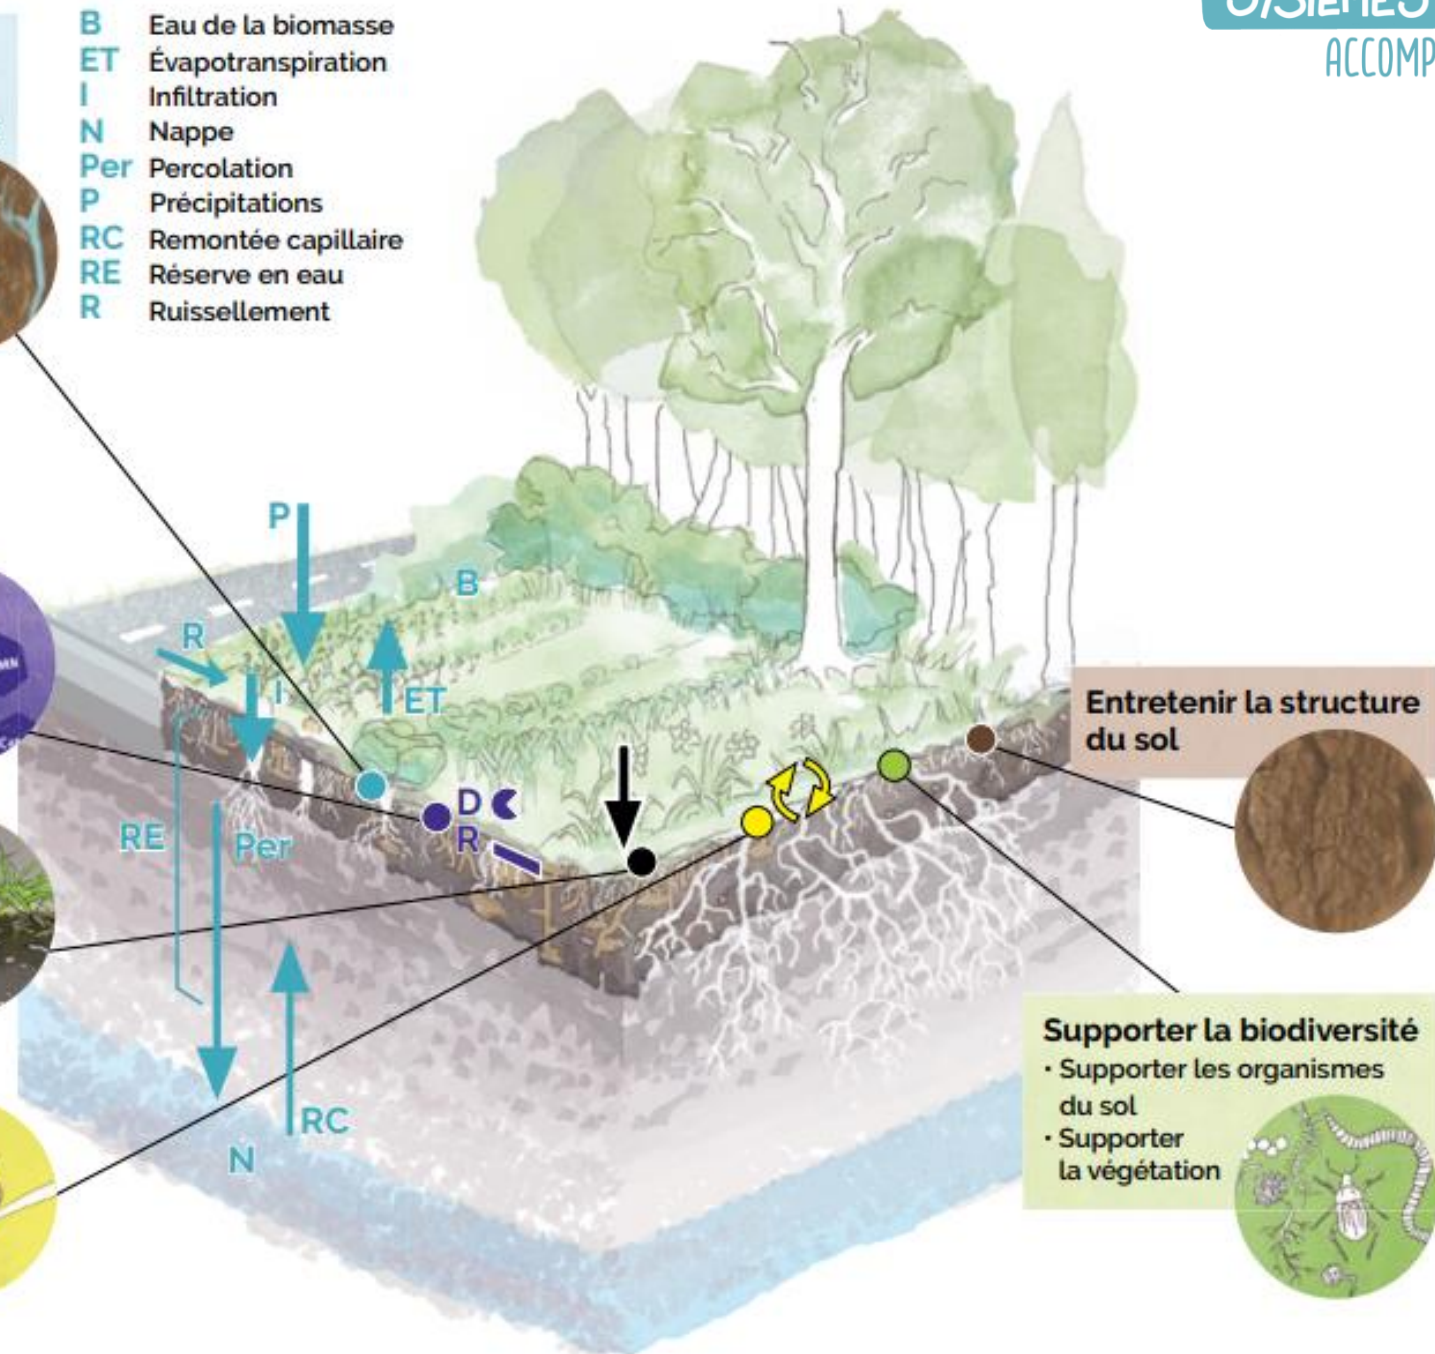 ACCOMP
B Eau de la biomasse
ET Évapotranspiration
I Infiltration
N Nappe
Per Percolation
P Précipitations
RC Remontée capillaire
RE Réserve en eau
R Ruissellement
P
B
R
I
ET
RE
Per
D
R
RC
N
Entretenir la structure
du sol
Supporter la biodiversité
• Supporter les organismes
du sol
• Supporter
la végétation